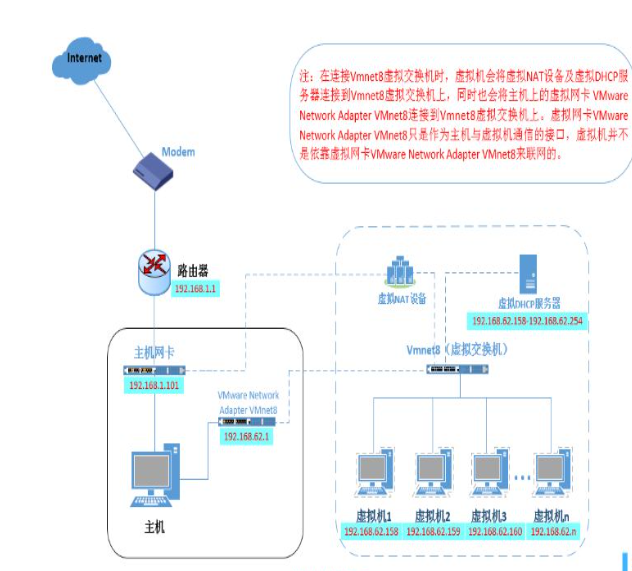 Internet
注：在连接Vmnet8虚拟交换机时，虚拟机会将虚拟NAT设备及虚拟DHCP服
务器连接到Vmnet8虚拟交换机上，同时也会将主机上的虚拟网卡 VMware
Network Adapter VMnet8连接到Vmnet8虚拟交换机上。虚拟网卡VMware
Network Adapter VMnet8只是作为主机与虚拟机通信的接口，虚拟机并不
是依靠虚拟网卡VMware Network Adapter VMnet8来联网的。
Modem
路由器
192.168.1.1
虚拟NAT设备
虚拟DHCP服务器
192.168.62.158-192.168.62.254
主机网卡
192.168.1.101
Vmnet8（虚拟交换机）
VMware Network
Adapter VMnet8
192.168.62.1
主机
虚拟机1
192.168.62.158
虚拟机2
192.168.62.159
虚拟机3
192.168.62.160
虚拟机n
192.168.62.n